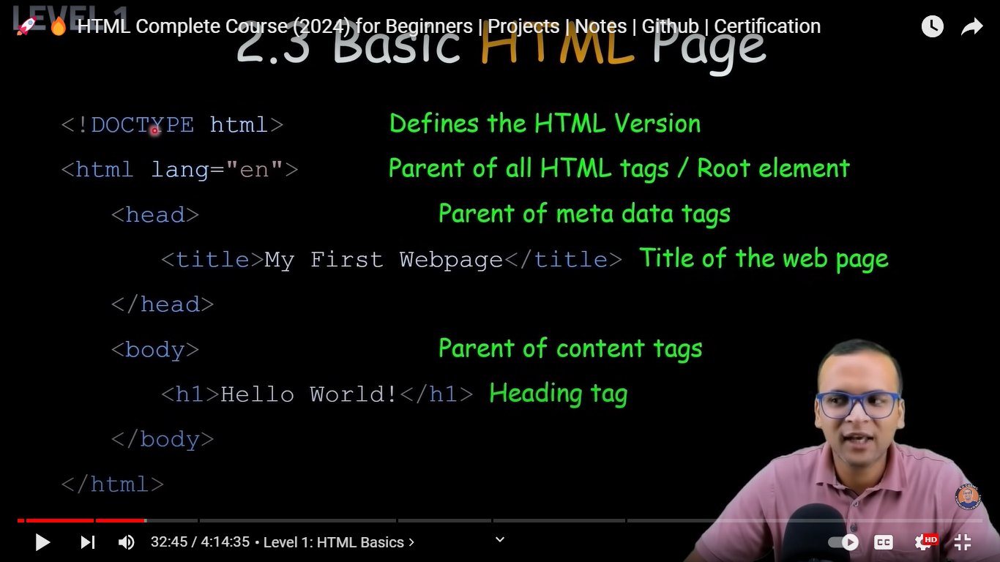 LEVEL 1
🚀 🔥 HTML Complete Course (2024) for Beginners | Projects | Notes | Github | Certification
2.3 Basic HTML Page
<!DOCTYPE html> Defines the HTML Version
<html lang="en"> Parent of all HTML tags / Root element
<head> Parent of meta data tags
<title>My First Webpage</title> Title of the web page
</head>
<body> Parent of content tags
<h1>Hello World!</h1> Heading tag
</body>
</html>
32:45 / 4:14:35 • Level 1: HTML Basics >
CC
HD